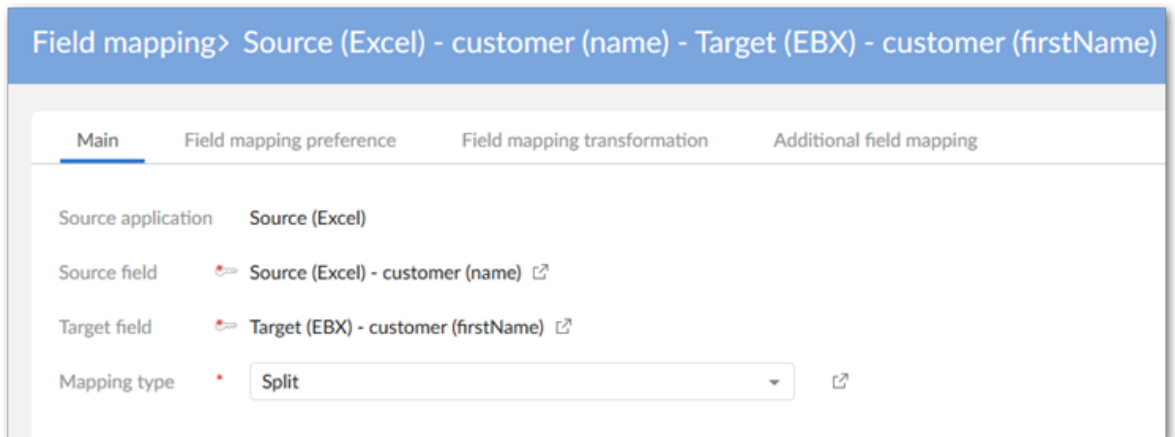 Field mapping> Source (Excel) - customer (name) - Target (EBX) - customer (firstName)
Main Field mapping preference Field mapping transformation Additional field mapping
Source application Source (Excel)
Source field Source (Excel) - customer (name)
Target field Target (EBX) - customer (firstName)
Mapping type * Split